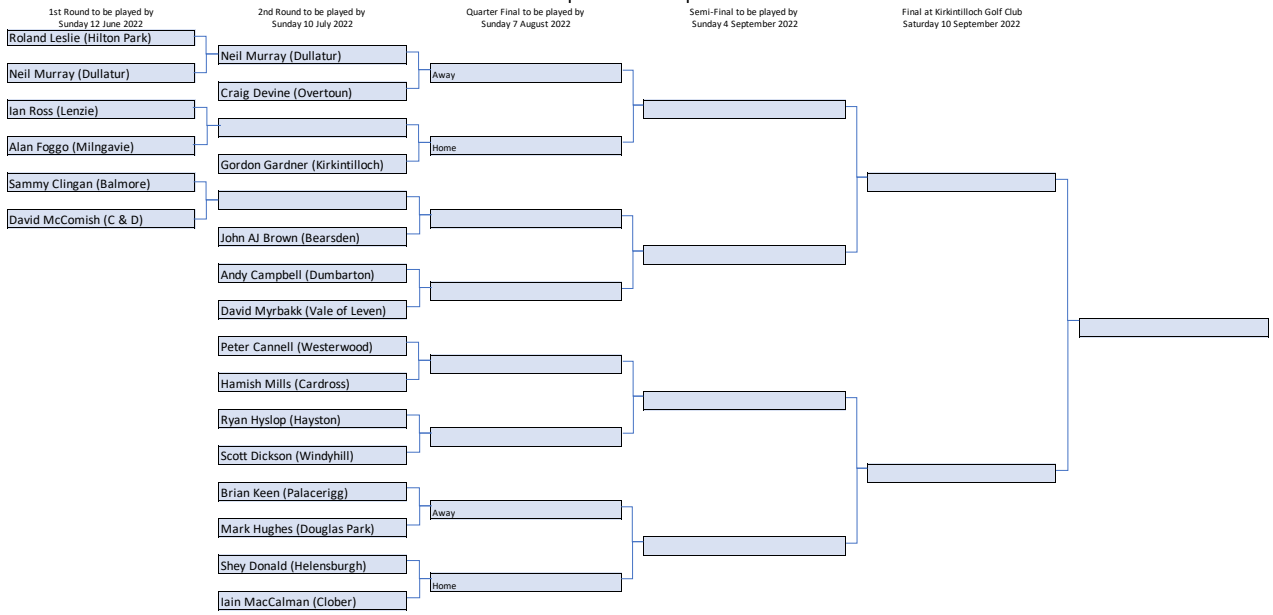 1st Round to be played by
Sunday 12 June 2022
2nd Round to be played by
Sunday 10 July 2022
Quarter Final to be played by
Sunday 7 August 2022
Semi-Final to be played by
Sunday 4 September 2022
Final at Kirkintilloch Golf Club
Saturday 10 September 2022
Roland Leslie (Hilton Park)
Neil Murray (Dullatur)
Ian Ross (Lenzie)
Alan Foggo (Milngavie)
Sammy Clingan (Balmore)
David McComish (C & D)
Neil Murray (Dullatur)
Craig Devine (Overtoun)
Gordon Gardner (Kirkintilloch)
John AJ Brown (Bearsden)
Andy Campbell (Dumbarton)
David Myrbakk (Vale of Leven)
Peter Cannell (Westerwood)
Hamish Mills (Cardross)
Ryan Hyslop (Hayston)
Scott Dickson (Windyhill)
Brian Keen (Palacerigg)
Mark Hughes (Douglas Park)
Shey Donald (Helensburgh)
Iain MacCalman (Clober)
Away
Home
Away
Home